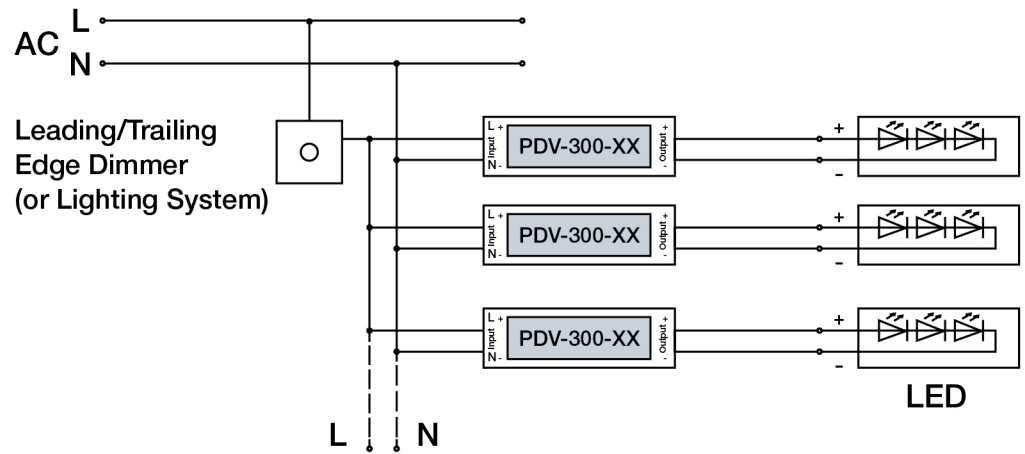 L
AC
N
Leading/Trailing
Edge Dimmer
(or Lighting System)
L +
Input
N -
PDV-300-XX
Output
+
-
+
-
L +
Input
N -
PDV-300-XX
Output
+
-
+
-
L +
Input
N -
PDV-300-XX
Output
+
-
+
-
LED
L N